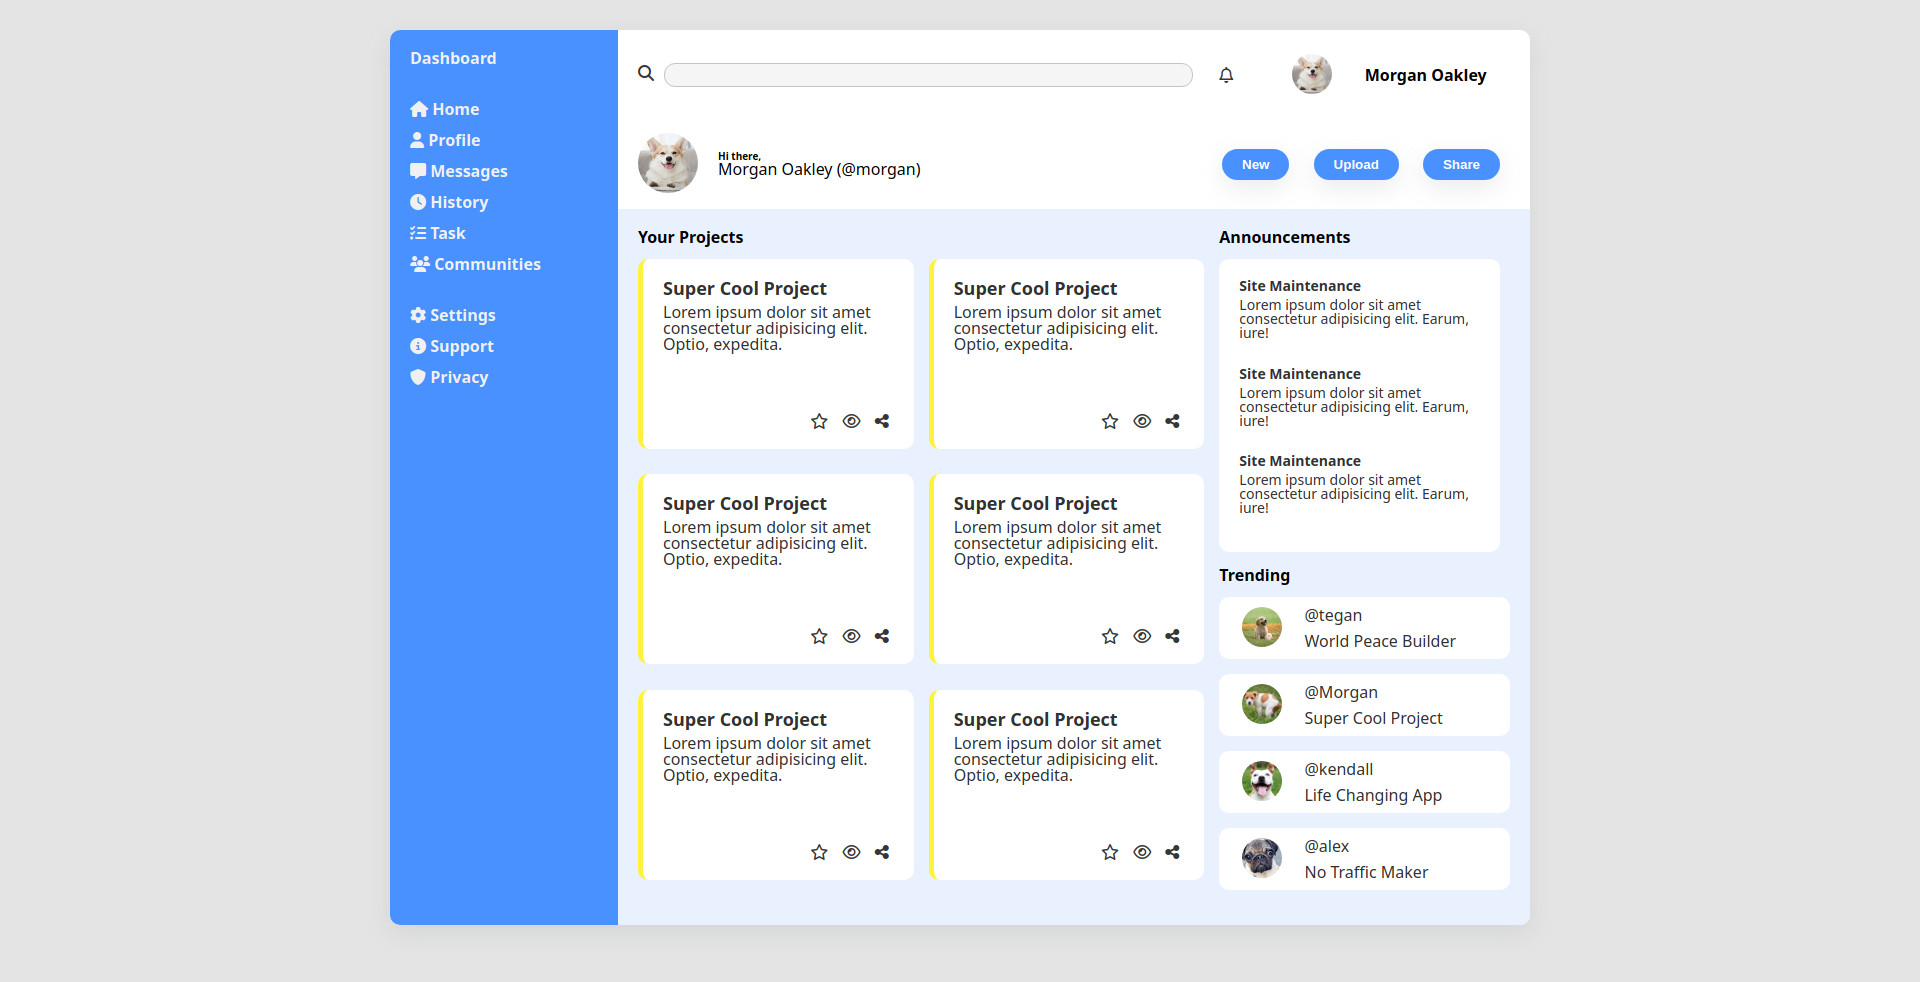 Dashboard
Home
Profile
Messages
History
Task
Communities
Settings
Support
Privacy
Morgan Oakley
Hi there,
Morgan Oakley (@morgan)
New
Upload
Share
Your Projects
Super Cool Project
Lorem ipsum dolor sit amet
consectetur adipisicing elit.
Optio, expedita.
Super Cool Project
Lorem ipsum dolor sit amet
consectetur adipisicing elit.
Optio, expedita.
Super Cool Project
Lorem ipsum dolor sit amet
consectetur adipisicing elit.
Optio, expedita.
Super Cool Project
Lorem ipsum dolor sit amet
consectetur adipisicing elit.
Optio, expedita.
Super Cool Project
Lorem ipsum dolor sit amet
consectetur adipisicing elit.
Optio, expedita.
Super Cool Project
Lorem ipsum dolor sit amet
consectetur adipisicing elit.
Optio, expedita.
Announcements
Site Maintenance
Lorem ipsum dolor sit amet
consectetur adipisicing elit. Earum,
iure!
Site Maintenance
Lorem ipsum dolor sit amet
consectetur adipisicing elit. Earum,
iure!
Site Maintenance
Lorem ipsum dolor sit amet
consectetur adipisicing elit. Earum,
iure!
Trending
@tegan
World Peace Builder
@Morgan
Super Cool Project
@kendall
Life Changing App
@alex
No Traffic Maker